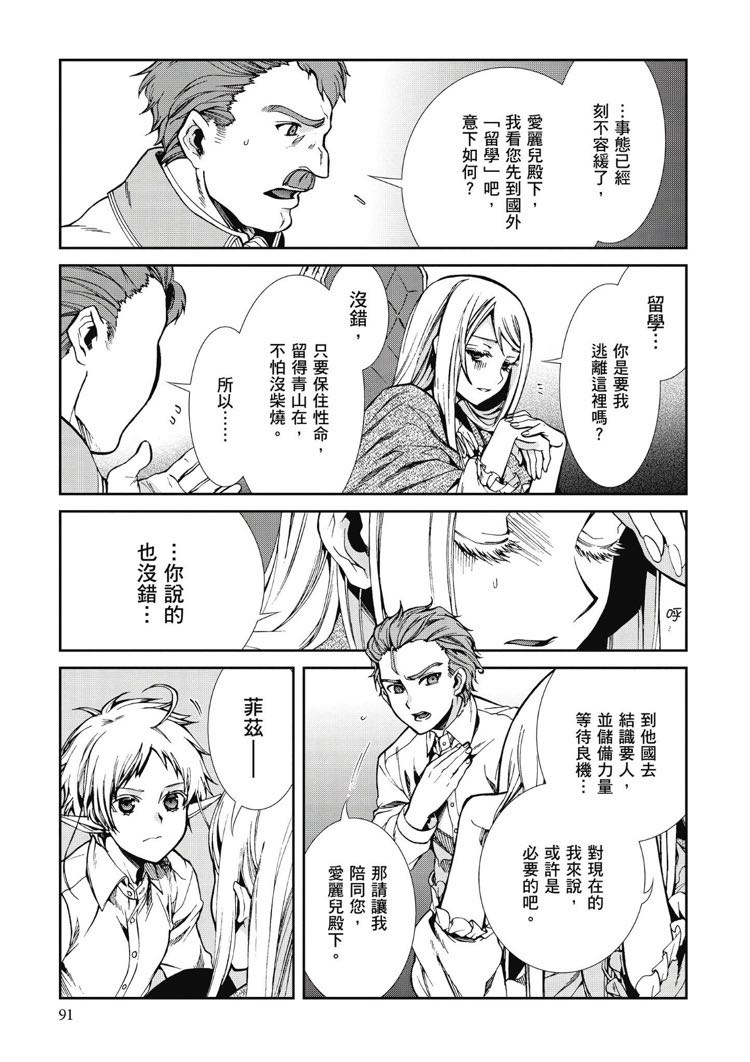 …事態已經
刻不容緩了，
愛麗兒殿下，
我看您先到國外
「留學」吧，
意下如何？
留學…
你是要我
逃離這裡嗎？
沒錯，
只要保住性命，
留得青山在，
不怕沒柴燒。
所以……
呼
…你說的
也沒錯…
到他國去
結識要人，
並儲備力量
等待良機…
對現在的
我來說，
或許是
必要的吧。
那請讓我
陪同您，
愛麗兒殿下。
菲茲——
91